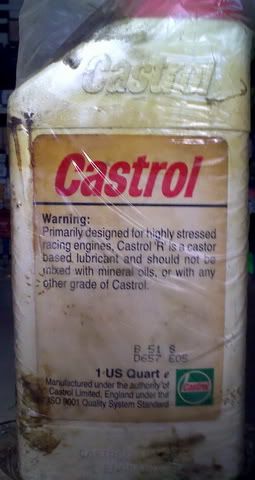 Castrol
Castrol
Warning:
Primarily designed for highly stressed
racing engines, Castrol 'R' is a castor
based lubricant and should not be
mixed with mineral oils, or with any
other grade of Castrol.
B 51 S
D657 E05
1 US Quart e
Manufactured under the authority of
Castrol Limited, England under the
ISO 9001 Quality System Standard
Castrol